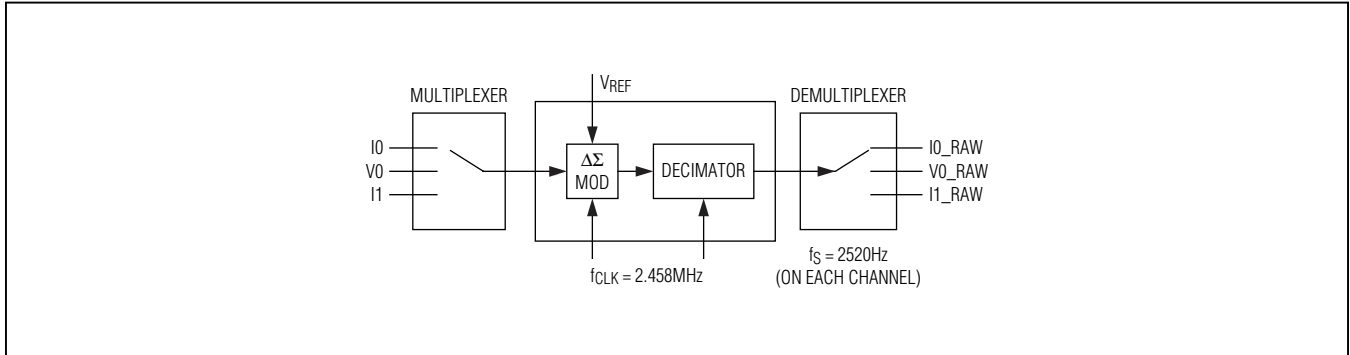 VREF
MULTIPLEXER
DEMULTIPLEXER
I0
V0
I1
ΔΣ
MOD
DECIMATOR
I0_RAW
V0_RAW
I1_RAW
fCLK = 2.458MHz
fS = 2520Hz
(ON EACH CHANNEL)